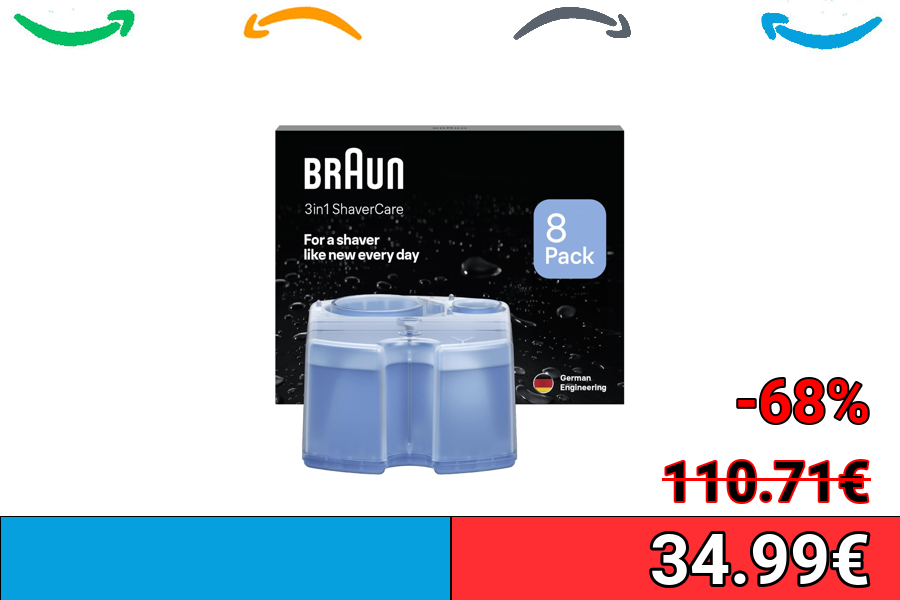 BRAUN
3in1 ShaverCare
For a shaver
like new every day
8
Pack
German
Engineering
-68%
110.71€
34.99€